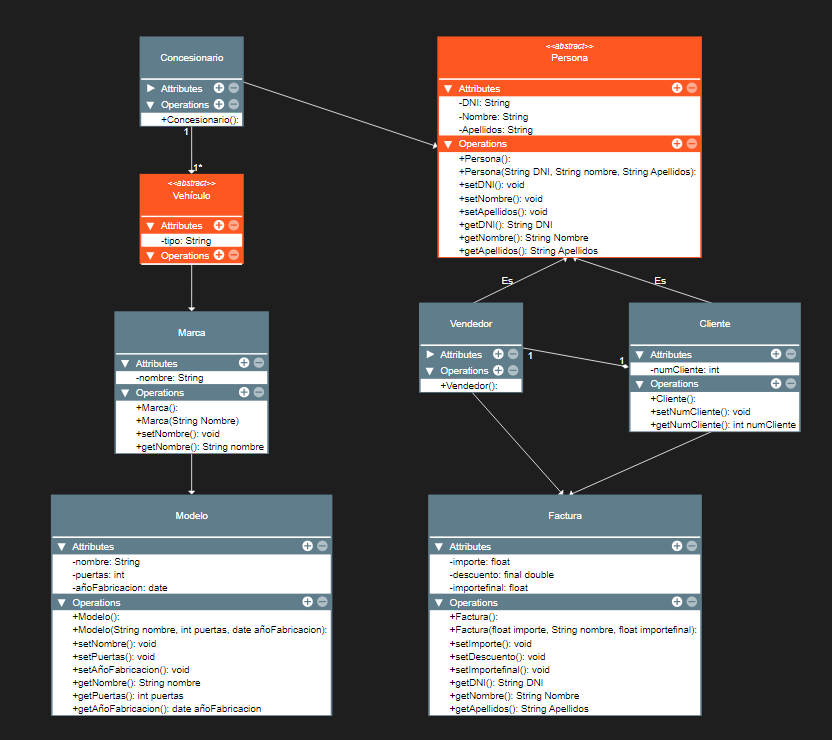 Concesionario
Attributes
Operations
+Concesionario():
1
1*
<<abstract>>
Persona
Attributes
-DNI: String
-Nombre: String
-Apellidos: String
Operations
+Persona():
+Persona(String DNI, String nombre, String Apellidos):
+setDNI(): void
+setNombre(): void
+setApellidos(): void
+getDNI(): String DNI
+getNombre(): String Nombre
+getApellidos(): String Apellidos
<<abstract>>
Vehículo
Attributes
-tipo: String
Operations
Es
Es
Marca
Attributes
-nombre: String
Operations
+Marca():
+Marca(String Nombre)
+setNombre(): void
+getNombre(): String nombre
Vendedor
Attributes
Operations
+Vendedor():
1
1
Cliente
Attributes
-numCliente: int
Operations
+Cliente():
+setNumCliente(): void
+getNumCliente(): int numCliente
Modelo
Attributes
-nombre: String
-puertas: int
-añoFabricacion: date
Operations
+Modelo():
+Modelo(String nombre, int puertas, date añoFabricacion):
+setNombre(): void
+setPuertas(): void
+setAñoFabricacion(): void
+getNombre(): String nombre
+getPuertas(): int puertas
+getAñoFabricacion(): date añoFabricacion
Factura
Attributes
-importe: float
-descuento: final double
-importefinal: float
Operations
+Factura():
+Factura(float importe, String nombre, float importefinal):
+setImporte(): void
+setDescuento(): void
+setImportefinal(): void
+getDNI(): String DNI
+getNombre(): String Nombre
+getApellidos(): String Apellidos